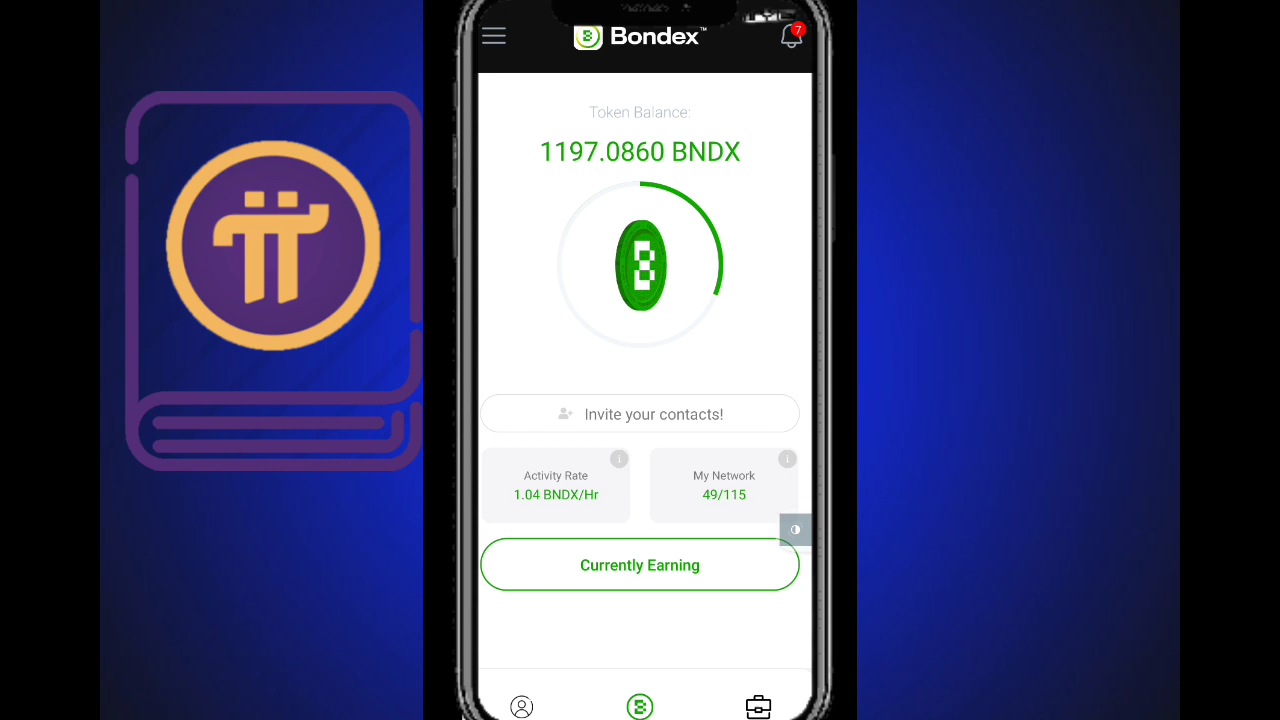 Bondex™
7
Token Balance:
1197.0860 BNDX
Invite your contacts!
Activity Rate
1.04 BNDX/Hr
My Network
49/115
Currently Earning